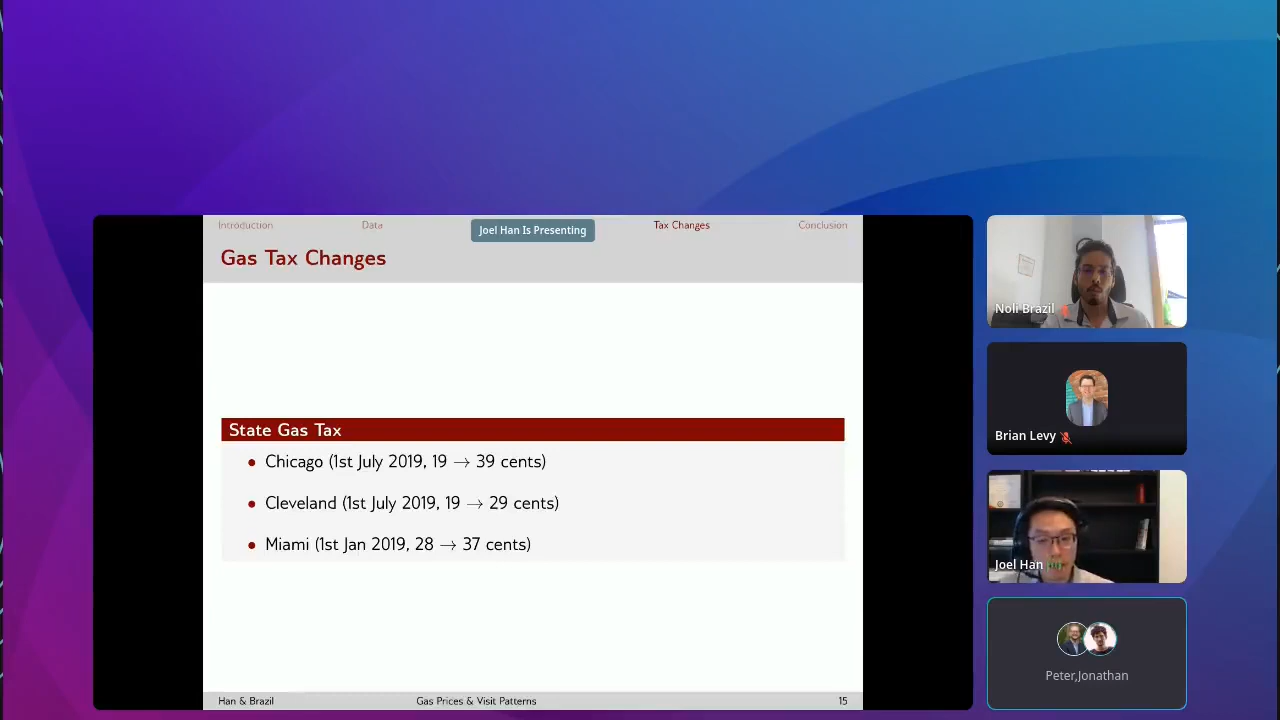 Introduction
Data
Joel Han Is Presenting
Tax Changes
Conclusion
Gas Tax Changes
State Gas Tax
• Chicago (1st July 2019, 19 → 39 cents)
• Cleveland (1st July 2019, 19 → 29 cents)
• Miami (1st Jan 2019, 28 → 37 cents)
Han & Brazil
Gas Prices & Visit Patterns
15
Noli Brazil
Brian Levy
Joel Han
Peter,Jonathan